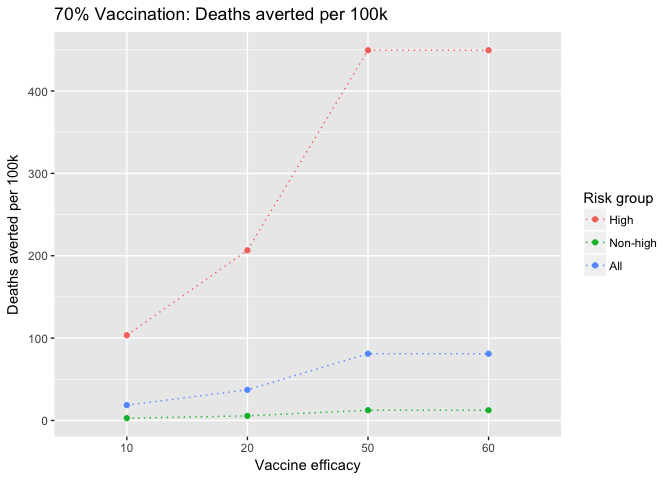 70% Vaccination: Deaths averted per 100k
Deaths averted per 100k
400
300
200
100
0
10 20 50 60
Vaccine efficacy
Risk group
High
Non-high
All